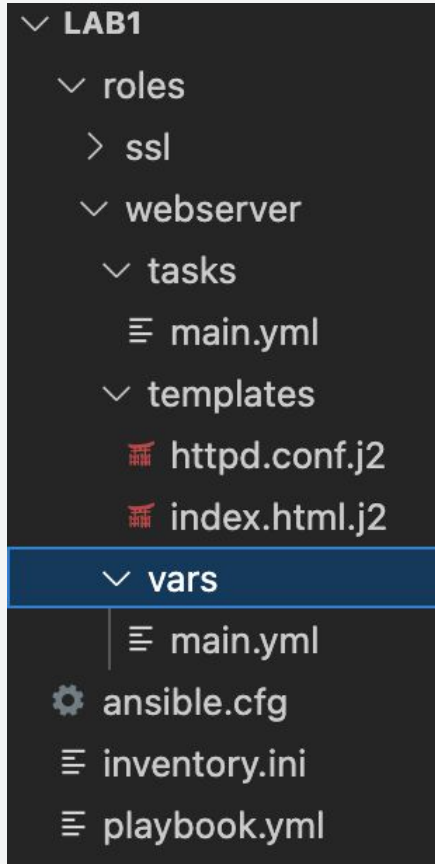 LAB1
roles
ssl
webserver
tasks
main.yml
templates
httpd.conf.j2
index.html.j2
vars
main.yml
ansible.cfg
inventory.ini
playbook.yml